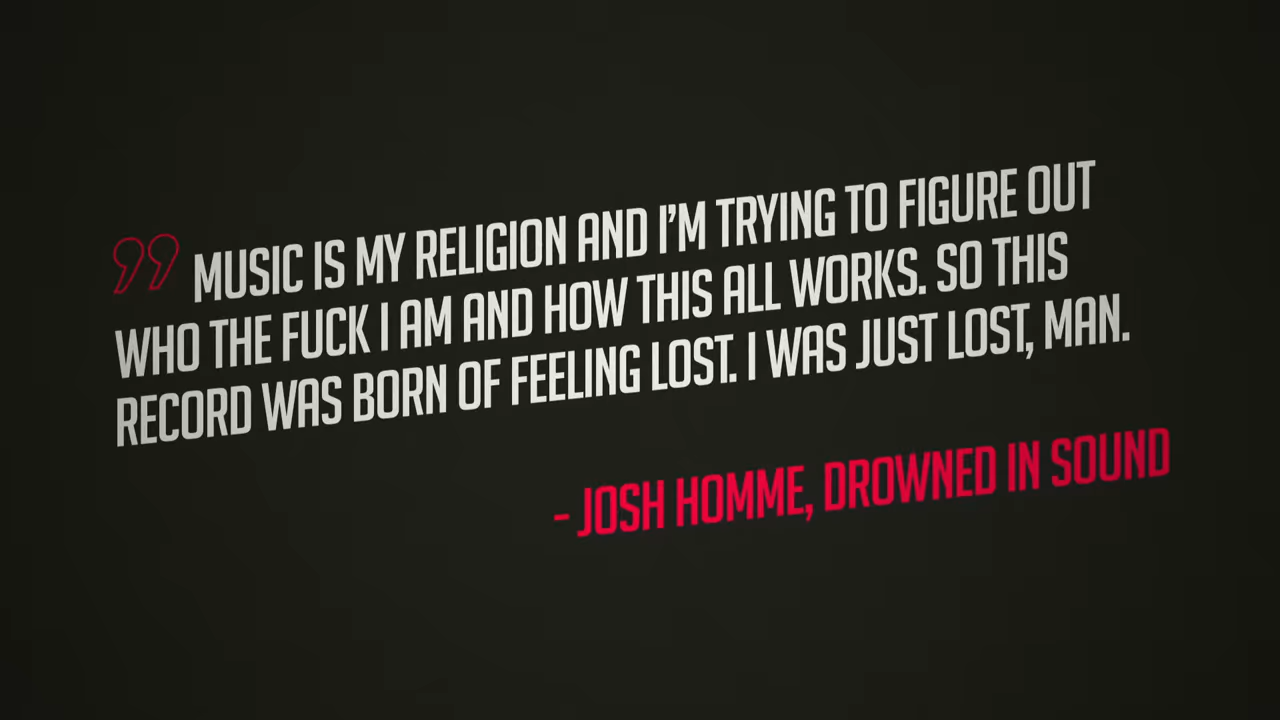 ” MUSIC IS MY RELIGION AND I’M TRYING TO FIGURE OUT
WHO THE FUCK I AM AND HOW THIS ALL WORKS. SO THIS
RECORD WAS BORN OF FEELING LOST. I WAS JUST LOST, MAN.
- JOSH HOMME, DROWNED IN SOUND